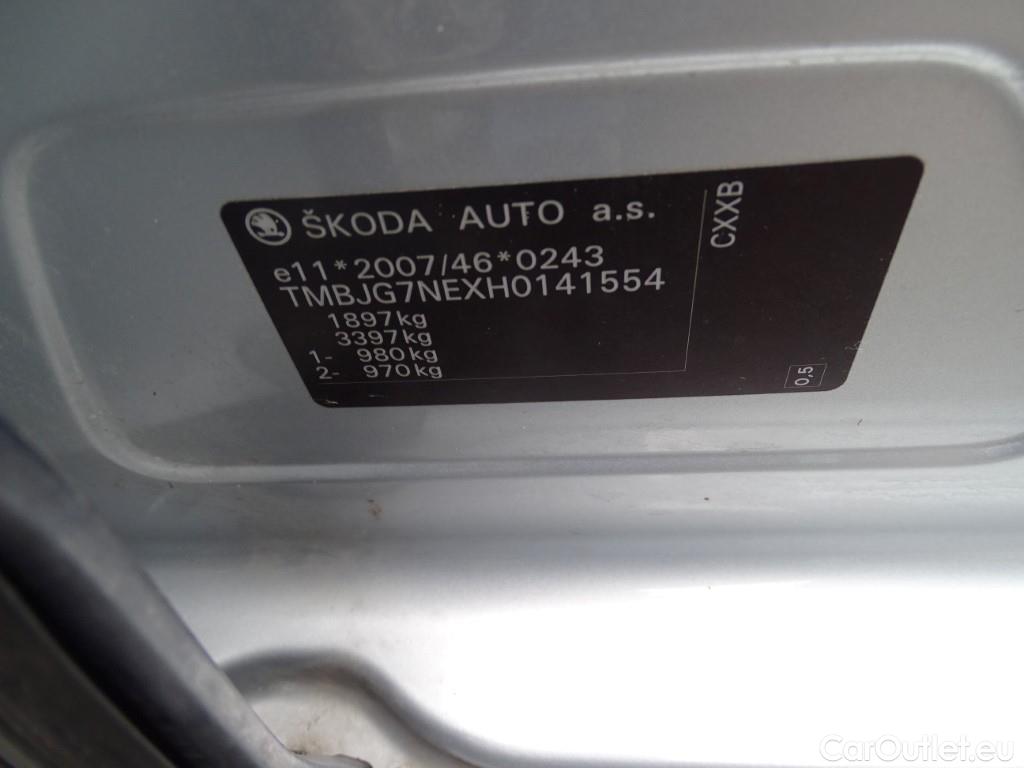 ŠKODA AUTO a.s.
e11*2007/46*0243
TMBJG7NEXH0141554
1897kg
3397kg
1- 980kg
2- 970kg
CXXB
0,5
CarOutlet.eu